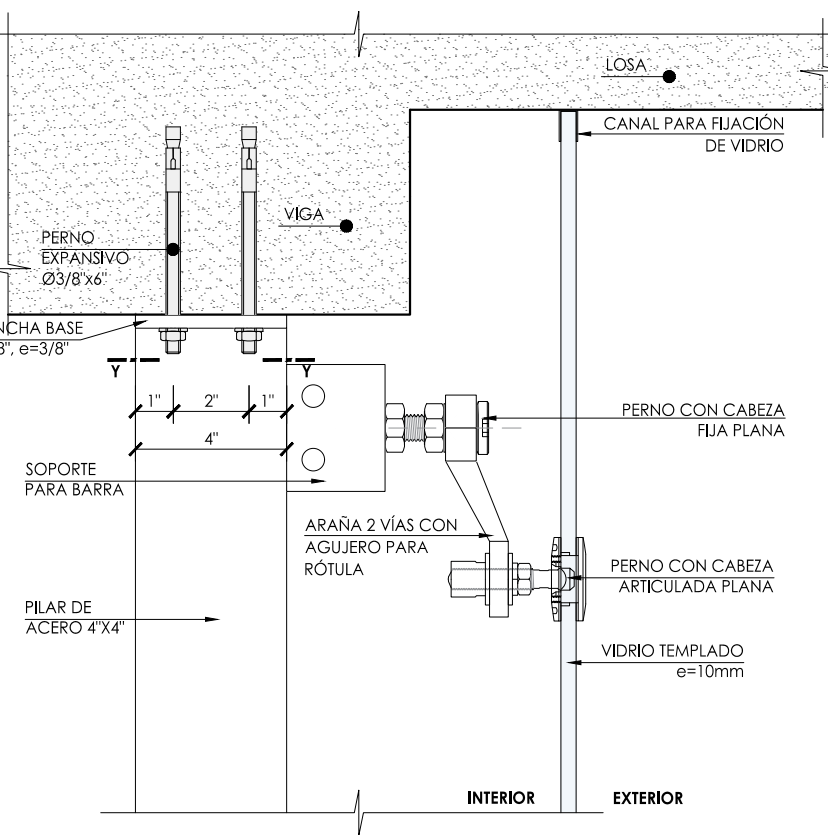 LOSA
CANAL PARA FIJACIÓN
DE VIDRIO
VIGA
PERNO
EXPANSIVO
Ø3/8"x6"
NCHA BASE
8", e=3/8"
Y
Y
1"
2"
1"
4"
PERNO CON CABEZA
FIJA PLANA
SOPORTE
PARA BARRA
ARAÑA 2 VÍAS CON
AGUJERO PARA
RÓTULA
PERNO CON CABEZA
ARTICULADA PLANA
PILAR DE
ACERO 4"X4"
VIDRIO TEMPLADO
e=10mm
INTERIOR
EXTERIOR